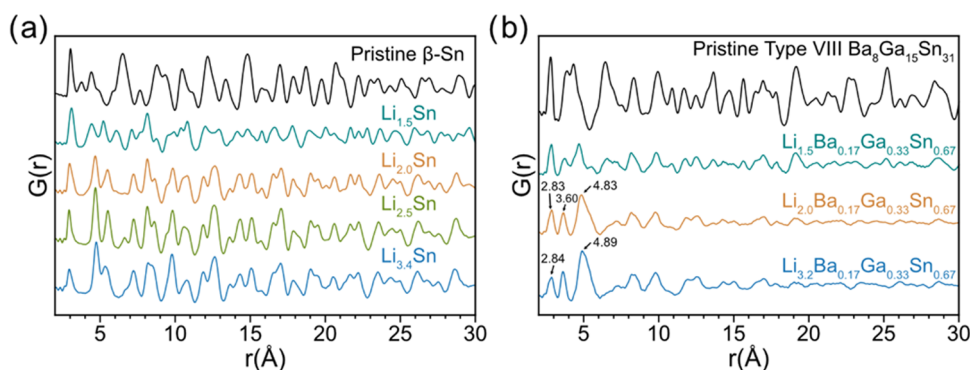 (a)
Pristine β-Sn
Li1.5Sn
Li2.0Sn
Li2.5Sn
Li3.4Sn
G(r)
5 10 15 20 25 30
r(Å)
(b)
Pristine Type VIII Ba8Ga15Sn31
Li1.5Ba0.17Ga0.33Sn0.67
2.83 3.60 4.83
Li2.0Ba0.17Ga0.33Sn0.67
2.84 4.89
Li3.2Ba0.17Ga0.33Sn0.67
G(r)
5 10 15 20 25 30
r(Å)